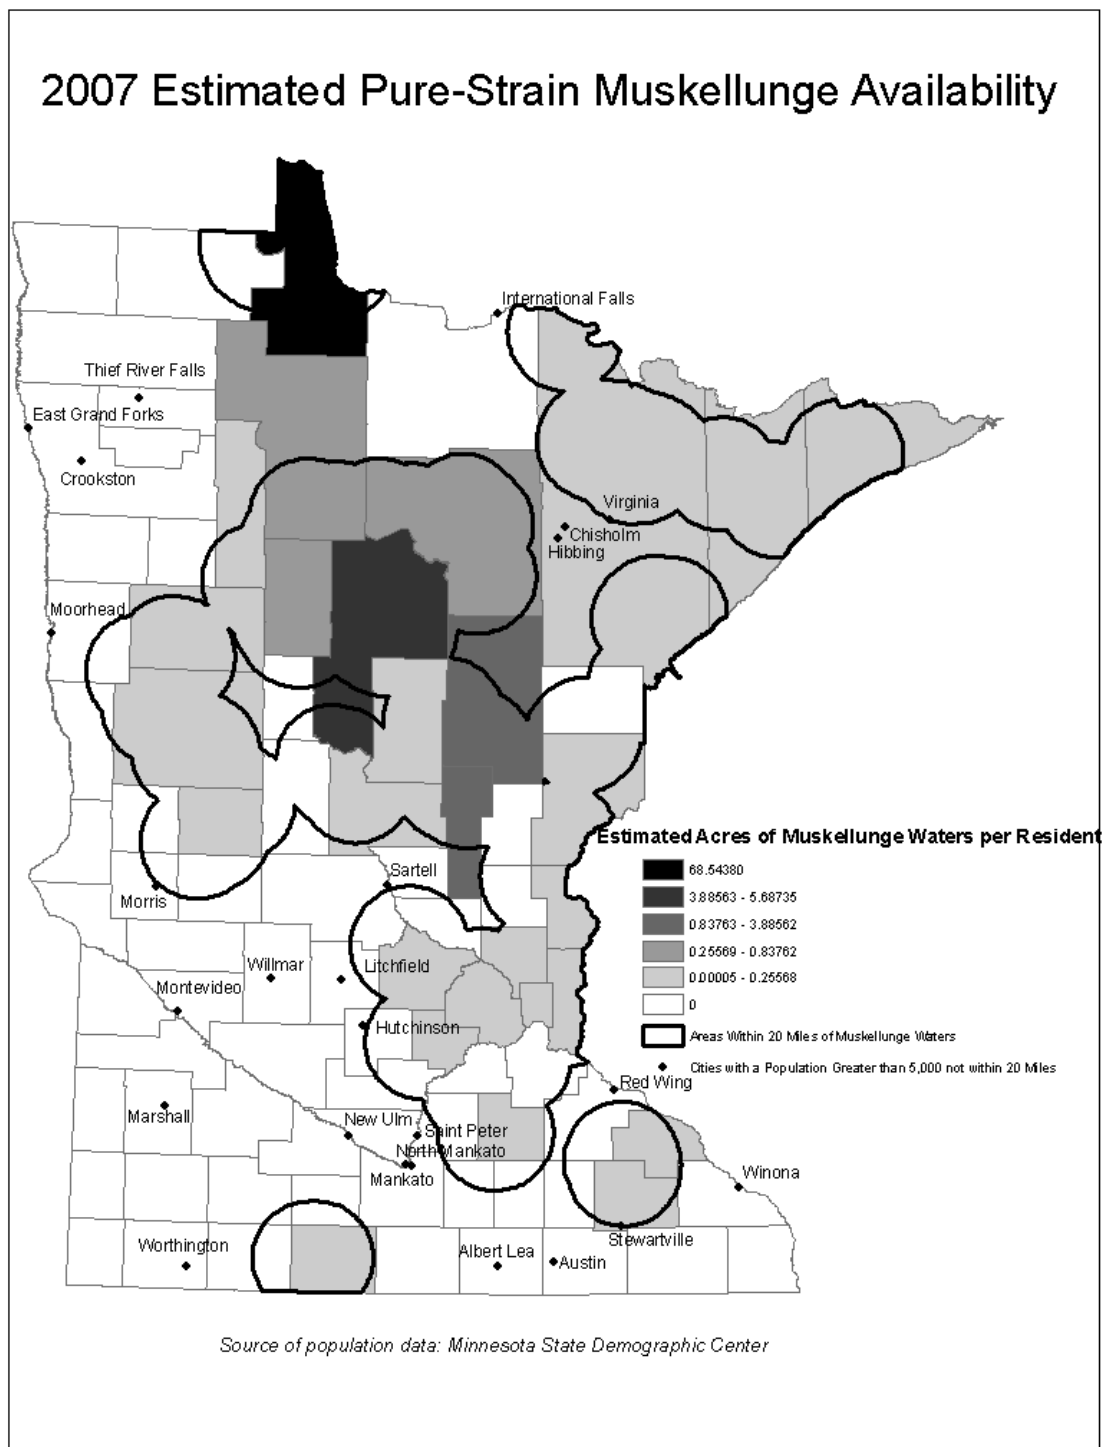 2007 Estimated Pure-Strain Muskellunge Availability
International Falls
Thief River Falls
East Grand Forks
Crookston
Virginia
Chisholm
Hibbing
Moorhead
Estimated Acres of Muskellunge Waters per Resident
68.54380
3.88563 - 5.68735
0.83763 - 3.88562
0.25569 - 0.83762
0.00005 - 0.25568
0
Areas Within 20 Miles of Muskellunge Waters
Cities with a Population Greater than 5,000 not within 20 Miles
Sartell
Morris
Willmar
Litchfield
Montevideo
Hutchinson
Red Wing
Marshall
New Ulm
Saint Peter
North Mankato
Mankato
Winona
Stewartville
Worthington
Albert Lea
Austin
Source of population data: Minnesota State Demographic Center